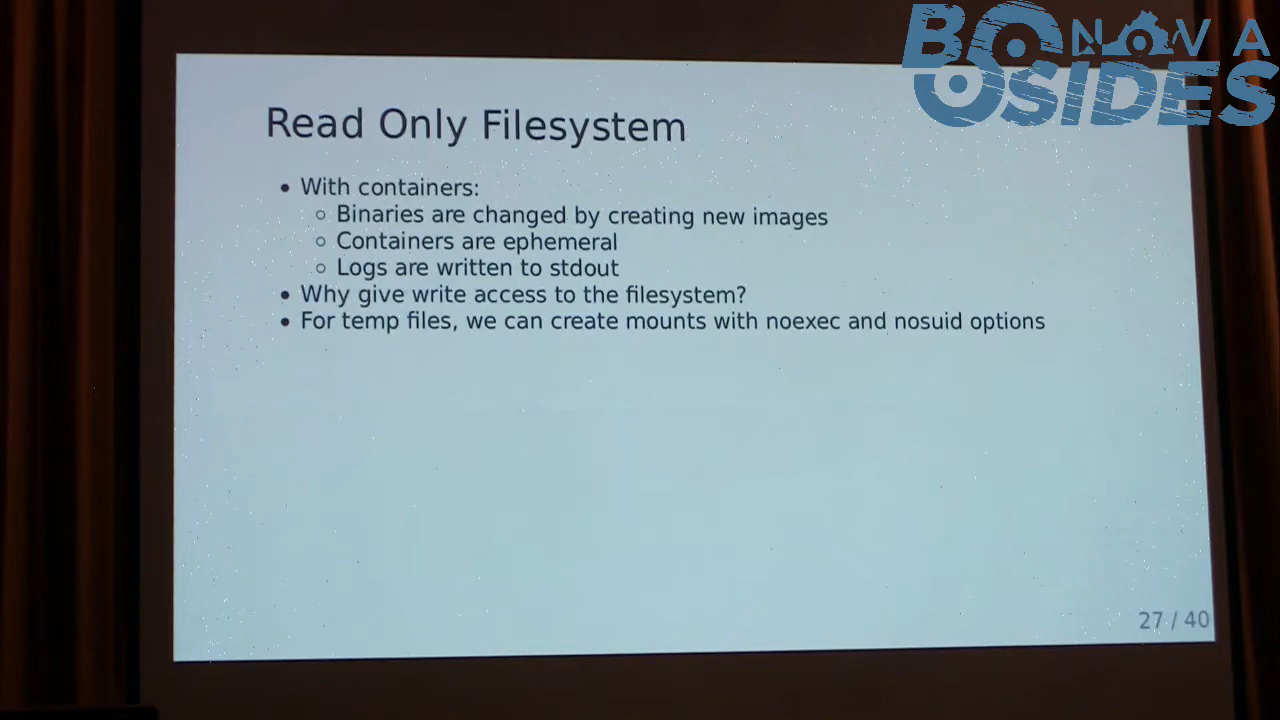 BSIDES
NOVA
Read Only Filesystem
• With containers:
◦ Binaries are changed by creating new images
◦ Containers are ephemeral
◦ Logs are written to stdout
• Why give write access to the filesystem?
• For temp files, we can create mounts with noexec and nosuid options
27 / 40